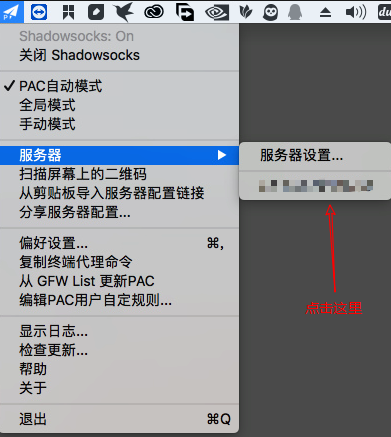 Shadowsocks: On
关闭 Shadowsocks
PAC自动模式
全局模式
手动模式
服务器
服务器设置...
扫描屏幕上的二维码
从剪贴板导入服务器配置链接
分享服务器配置...
点击这里
偏好设置... ⌘,
复制终端代理命令
从 GFW List 更新PAC
编辑PAC用户自定规则...
显示日志...
检查更新...
帮助
关于
退出 ⌘Q